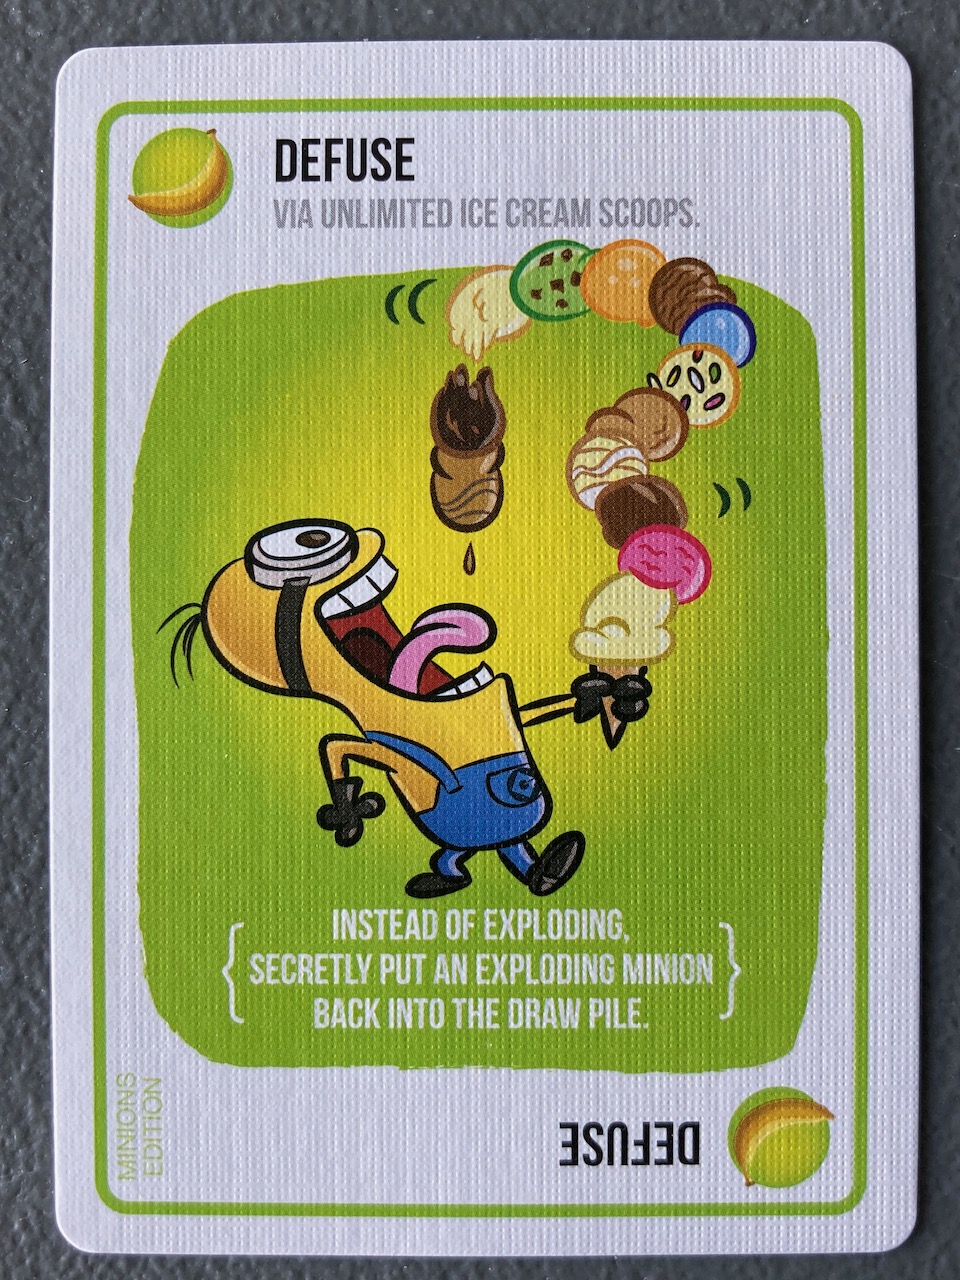 DEFUSE
VIA UNLIMITED ICE CREAM SCOOPS.
INSTEAD OF EXPLODING,
SECRETLY PUT AN EXPLODING MINION
BACK INTO THE DRAW PILE.
MINIONS
EDITION
DEFUSE